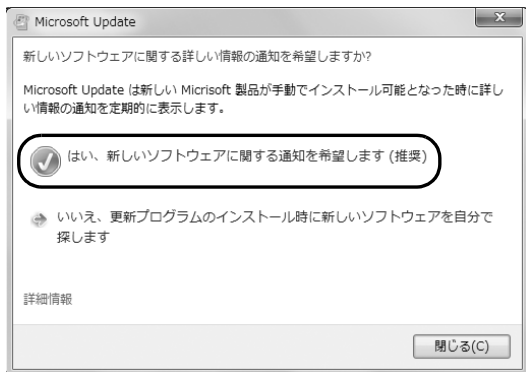 Microsoft Update
新しいソフトウェアに関する詳しい情報の通知を希望しますか?
Microsoft Update は新しい Micrisoft 製品が手動でインストール可能となった時に詳し
い情報の通知を定期的に表示します。
はい、新しいソフトウェアに関する通知を希望します (推奨)
いいえ、更新プログラムのインストール時に新しいソフトウェアを自分で
探します
詳細情報
閉じる(C)